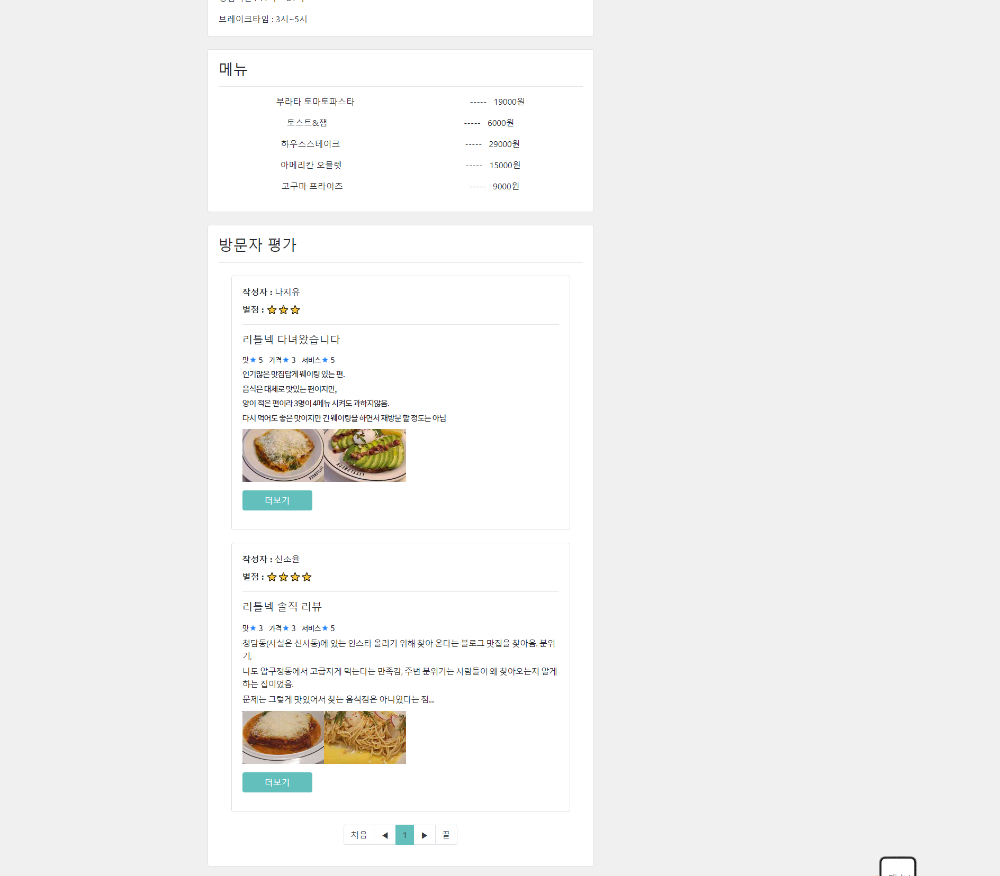 브레이크타임 : 3시~5시
메뉴
부라타 토마토파스타 ----- 19000원
토스트&잼 ----- 6000원
하우스스테이크 ----- 29000원
아메리칸 오믈렛 ----- 15000원
고구마 프라이즈 ----- 9000원
방문자 평가
작성자 : 나지유
별점 :
리틀넥 다녀왔습니다
맛★ 5 가격★ 3 서비스★ 5
인기많은 맛집답게 웨이팅 있는 편.
음식은 대체로 맛있는 편이지만,
양이 적은 편이라 3명이 4메뉴 시켜도 과하지않음.
다시 먹어도 좋은 맛이지만 긴 웨이팅을 하면서 재방문 할 정도는 아님
LITTLENECK
더보기
작성자 : 신소율
별점 :
리틀넥 솔직 리뷰
맛★ 3 가격★ 3 서비스★ 5
청담동(사실은 신사동)에 있는 인스타 올리기 위해 찾아 온다는 블로그 맛집을 찾아옴. 분위
기,
나도 압구정동에서 고급지게 먹는다는 만족감, 주변 분위기는 사람들이 왜 찾아오는지 알게
하는 집이었음.
문제는 그렇게 맛있어서 찾는 음식점은 아니였다는 점....
더보기
처음 ◀ 1 ▶ 끝